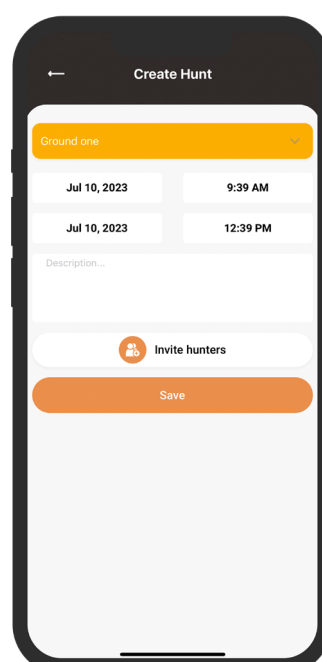 Create Hunt
Ground one
Jul 10, 2023 9:39 AM
Jul 10, 2023 12:39 PM
Description...
Invite hunters
Save